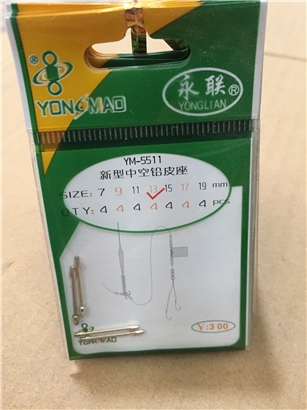 YONGMAO®
永联®
YONGLIAN
YM-5511
新型中空铅皮座
SIZE: 7 9 11 13 15 17 19 mm
QTY: 4 4 4 4 4 4 4 pcs
YONGMAO
Y:3.00